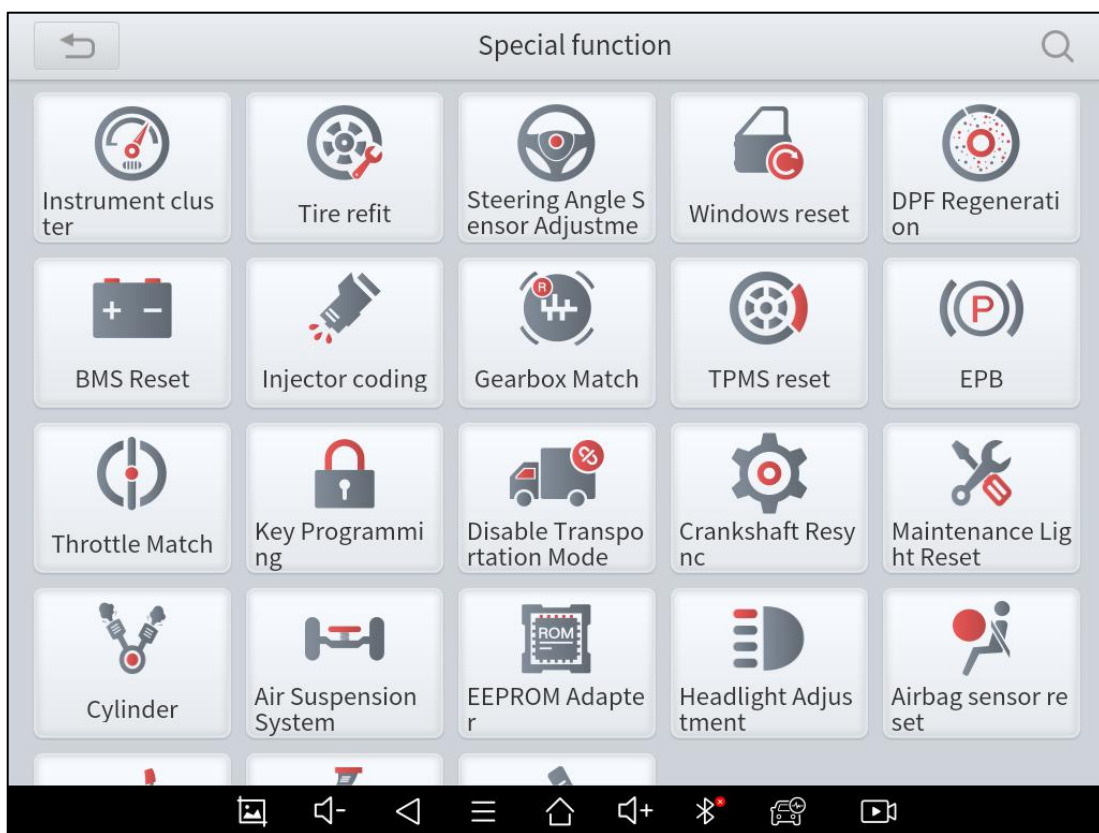 Special function
Instrument clus
ter
Tire refit
Steering Angle S
ensor Adjustme
Windows reset
DPF Regenerati
on
+ -
BMS Reset
Injector coding
R
Gearbox Match
TPMS reset
P
EPB
Throttle Match
Key Programmi
ng
Disable Transpo
rtation Mode
Crankshaft Resy
nc
Maintenance Lig
ht Reset
Cylinder
Air Suspension
System
ROM
EEPROM Adapte
r
Headlight Adjus
tment
Airbag sensor re
set